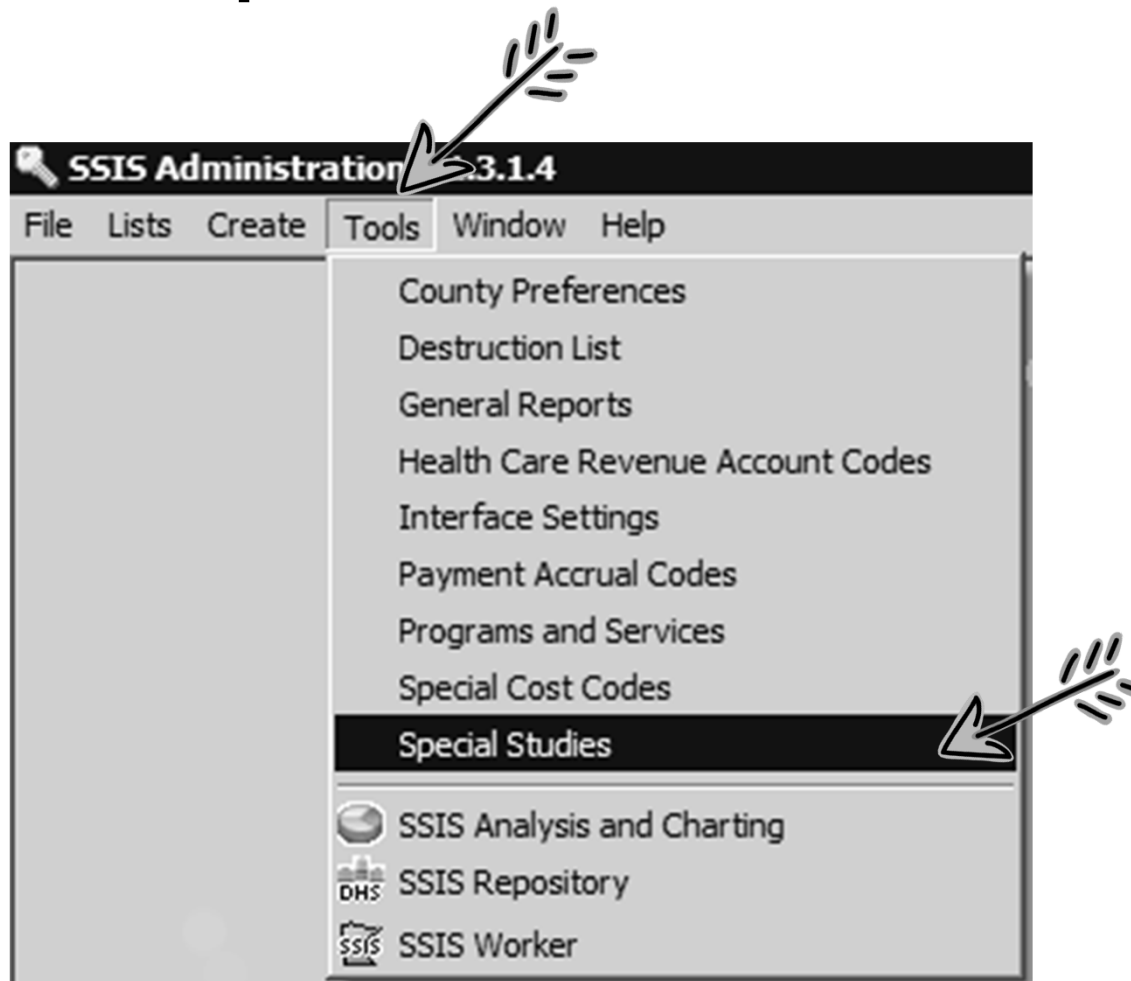 SSIS Administration .3.1.4
File Lists Create Tools Window Help
County Preferences
Destruction List
General Reports
Health Care Revenue Account Codes
Interface Settings
Payment Accrual Codes
Programs and Services
Special Cost Codes
Special Studies
SSIS Analysis and Charting
DHS SSIS Repository
SSIS SSIS Worker